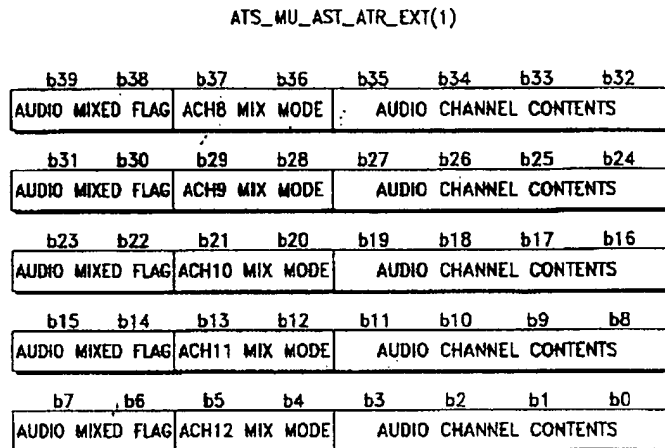 ATS_MU_AST_ATR_EXT(1)
b39 b38 b37 b36 b35 b34 b33 b32
AUDIO MIXED FLAG ACH8 MIX MODE AUDIO CHANNEL CONTENTS
b31 b30 b29 b28 b27 b26 b25 b24
AUDIO MIXED FLAG ACH9 MIX MODE AUDIO CHANNEL CONTENTS
b23 b22 b21 b20 b19 b18 b17 b16
AUDIO MIXED FLAG ACH10 MIX MODE AUDIO CHANNEL CONTENTS
b15 b14 b13 b12 b11 b10 b9 b8
AUDIO MIXED FLAG ACH11 MIX MODE AUDIO CHANNEL CONTENTS
b7 b6 b5 b4 b3 b2 b1 b0
AUDIO MIXED FLAG ACH12 MIX MODE AUDIO CHANNEL CONTENTS